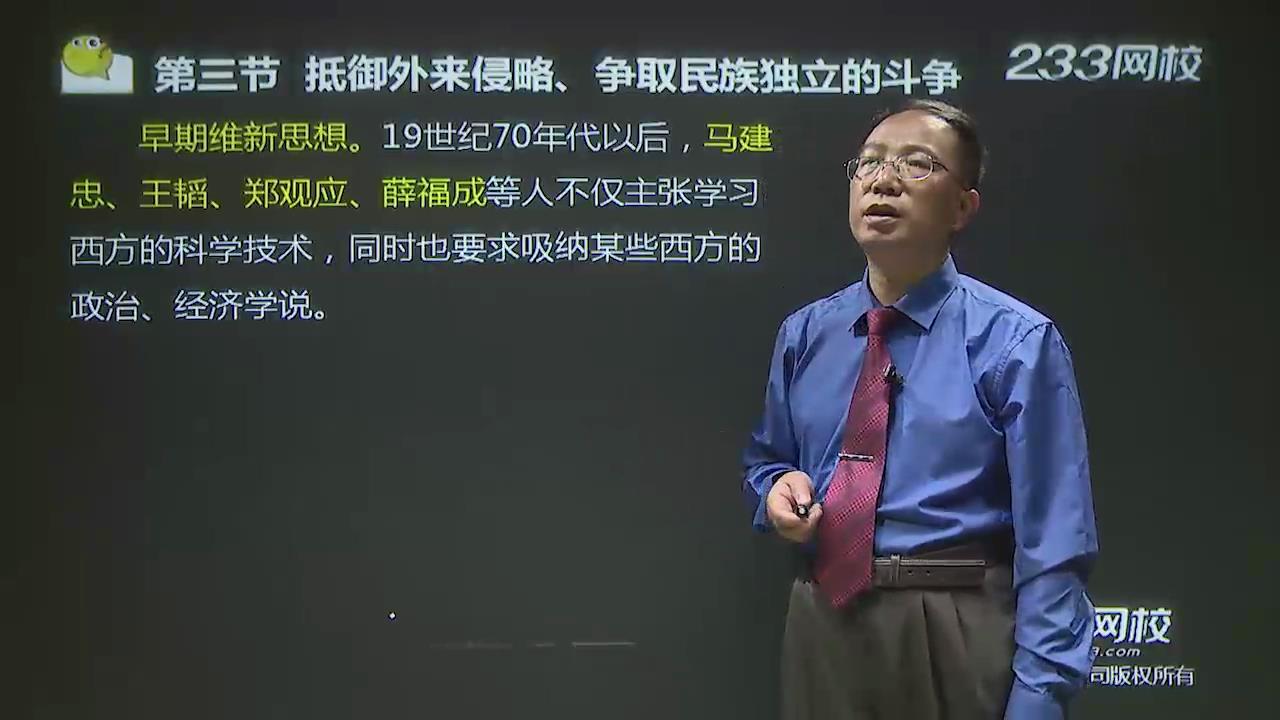 第三节 抵御外来侵略、争取民族独立的斗争
233网校
早期维新思想。19世纪70年代以后，马建
忠、王韬、郑观应、薛福成等人不仅主张学习
西方的科学技术，同时也要求吸纳某些西方的
政治、经济学说。
网校
3.com
司版权所有